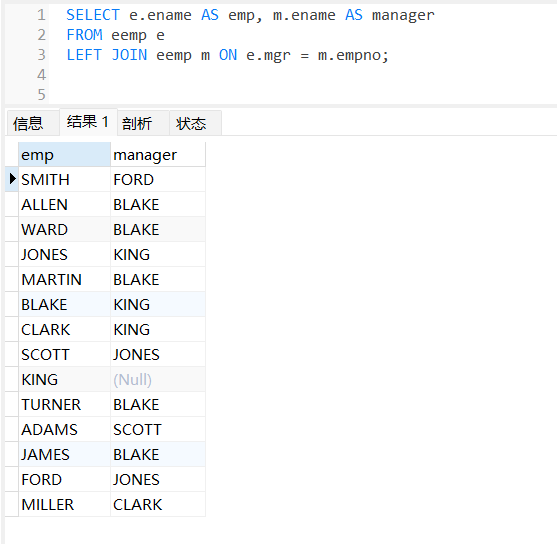 1 SELECT e.ename AS emp, m.ename AS manager
2 FROM eemp e
3 LEFT JOIN eemp m ON e.mgr = m.empno;
4
5
信息 结果 1 剖析 状态
emp manager
SMITH FORD
ALLEN BLAKE
WARD BLAKE
JONES KING
MARTIN BLAKE
BLAKE KING
CLARK KING
SCOTT JONES
KING (Null)
TURNER BLAKE
ADAMS SCOTT
JAMES BLAKE
FORD JONES
MILLER CLARK